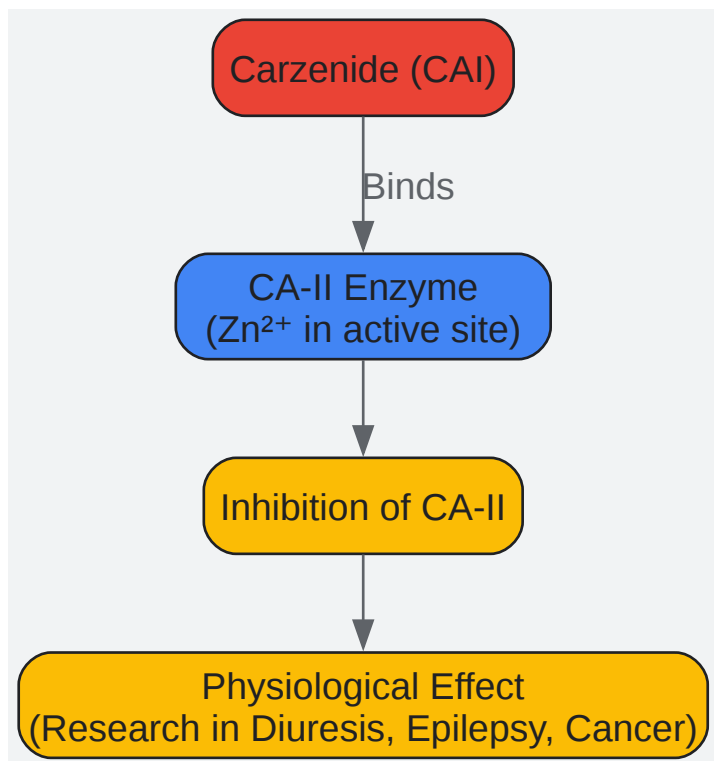 Carzenide (CAI)
Binds
CA-II Enzyme
(Zn²⁺ in active site)
Inhibition of CA-II
Physiological Effect
(Research in Diuresis, Epilepsy, Cancer)